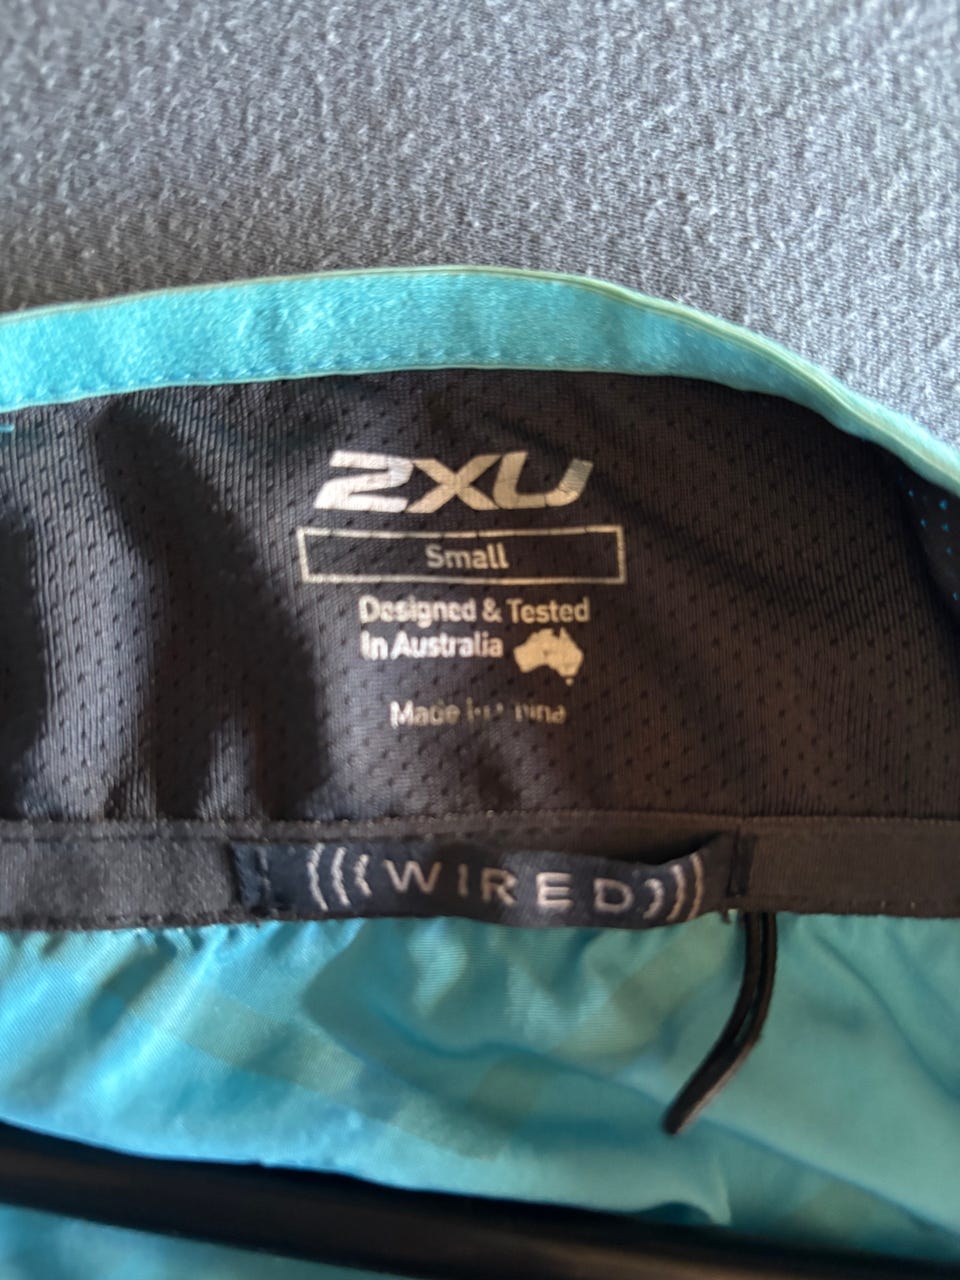 2XU
Small
Designed & Tested
In Australia
Made
(((WIRED)))